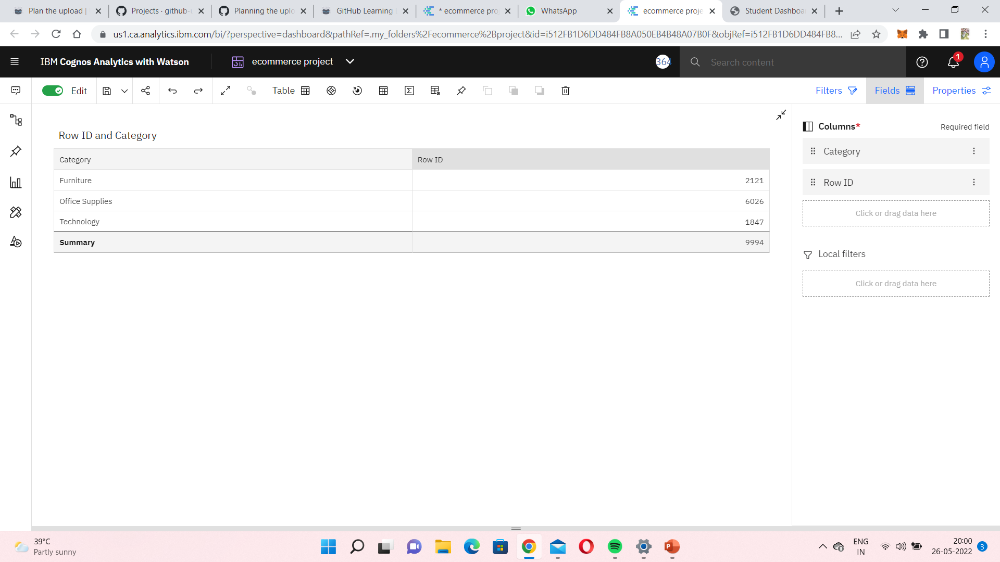 Plan the upload |
Projects · github-u
Planning the uplo
GitHub Learning
* ecommerce pro
WhatsApp
ecommerce proje
Student Dashboar
us1.ca.analytics.ibm.com/bi/?perspective=dashboard&pathRef=.my_folders%2Fecommerce%2Bproject&id=i512FB1D6DD484FB8A050EB4B48A07B0F&objRef=i512FB1D6DD484FB8...
IBM Cognos Analytics with Watson
ecommerce project
364
Search content
1
Edit
Table
Filters
Fields
Properties
Row ID and Category
Category
Row ID
Furniture
2121
Office Supplies
6026
Technology
1847
Summary
9994
Columns*
Required field
Category
Row ID
Click or drag data here
Local filters
Click or drag data here
39°C
Partly sunny
ENG
IN
20:00
26-05-2022
3